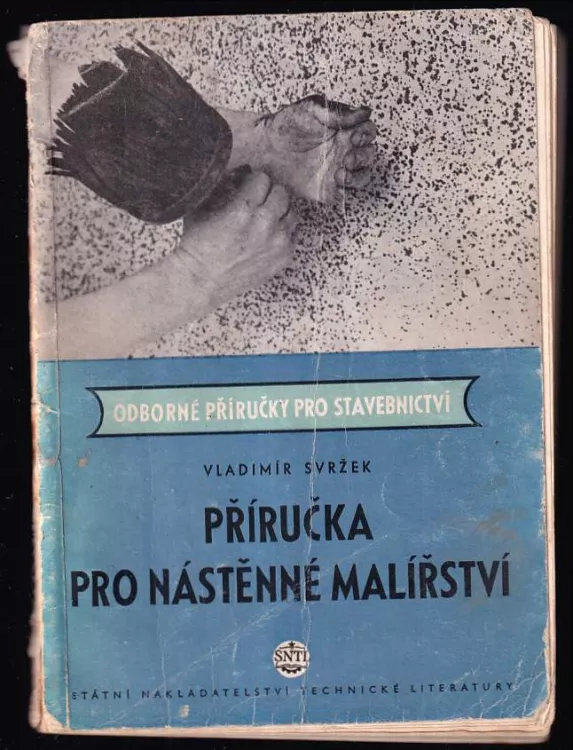 ODBORNÉ PŘÍRUČKY PRO STAVEBNICTVÍ
VLADIMÍR SVRŽEK
PŘÍRUČKA
PRO NÁSTĚNNÉ MALÍŘSTVÍ
SNTL
STÁTNÍ NAKLADATELSTVÍ TECHNICKÉ LITERATURY